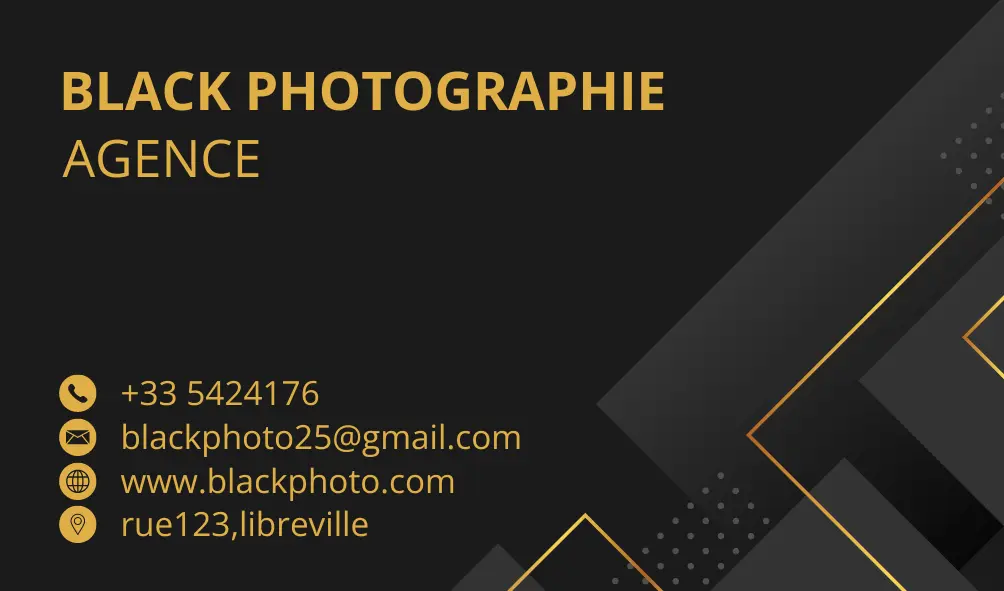 BLACK PHOTOGRAPHIE
AGENCE
+33 5424176
blackphoto25@gmail.com
www.blackphoto.com
rue123,libreville